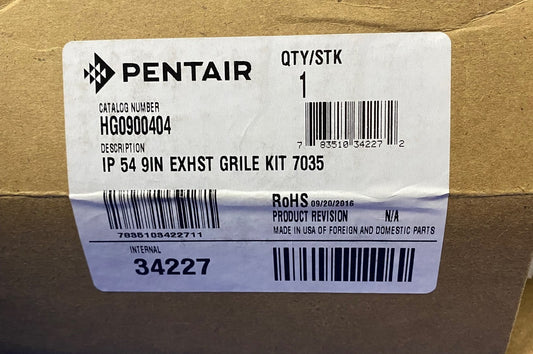 PENTAIR
QTY/STK
1
CATALOG NUMBER
HG0900404
7 83510 34227 2
DESCRIPTION
IP 54 9IN EXHST GRILE KIT 7035
7835103422711
RoHS 09/20/2016
PRODUCT REVISION N/A
MADE IN USA OF FOREIGN AND DOMESTIC PARTS
INTERNAL
34227